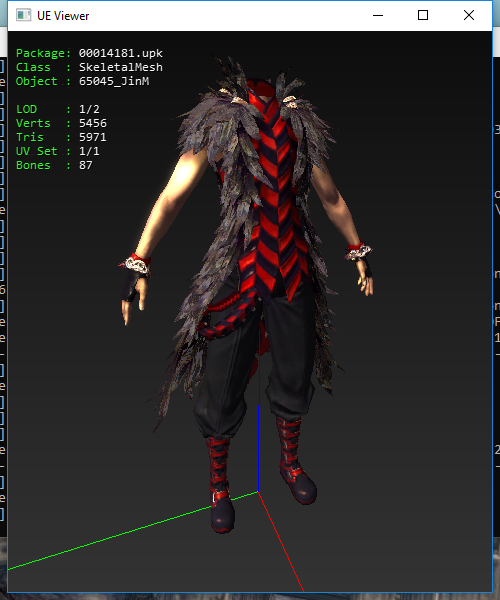 UE Viewer
Package: 00014181.upk
Class : SkeletalMesh
Object : 65045_JinM
LOD : 1/2
Verts : 5456
Tris : 5971
UV Set : 1/1
Bones : 87